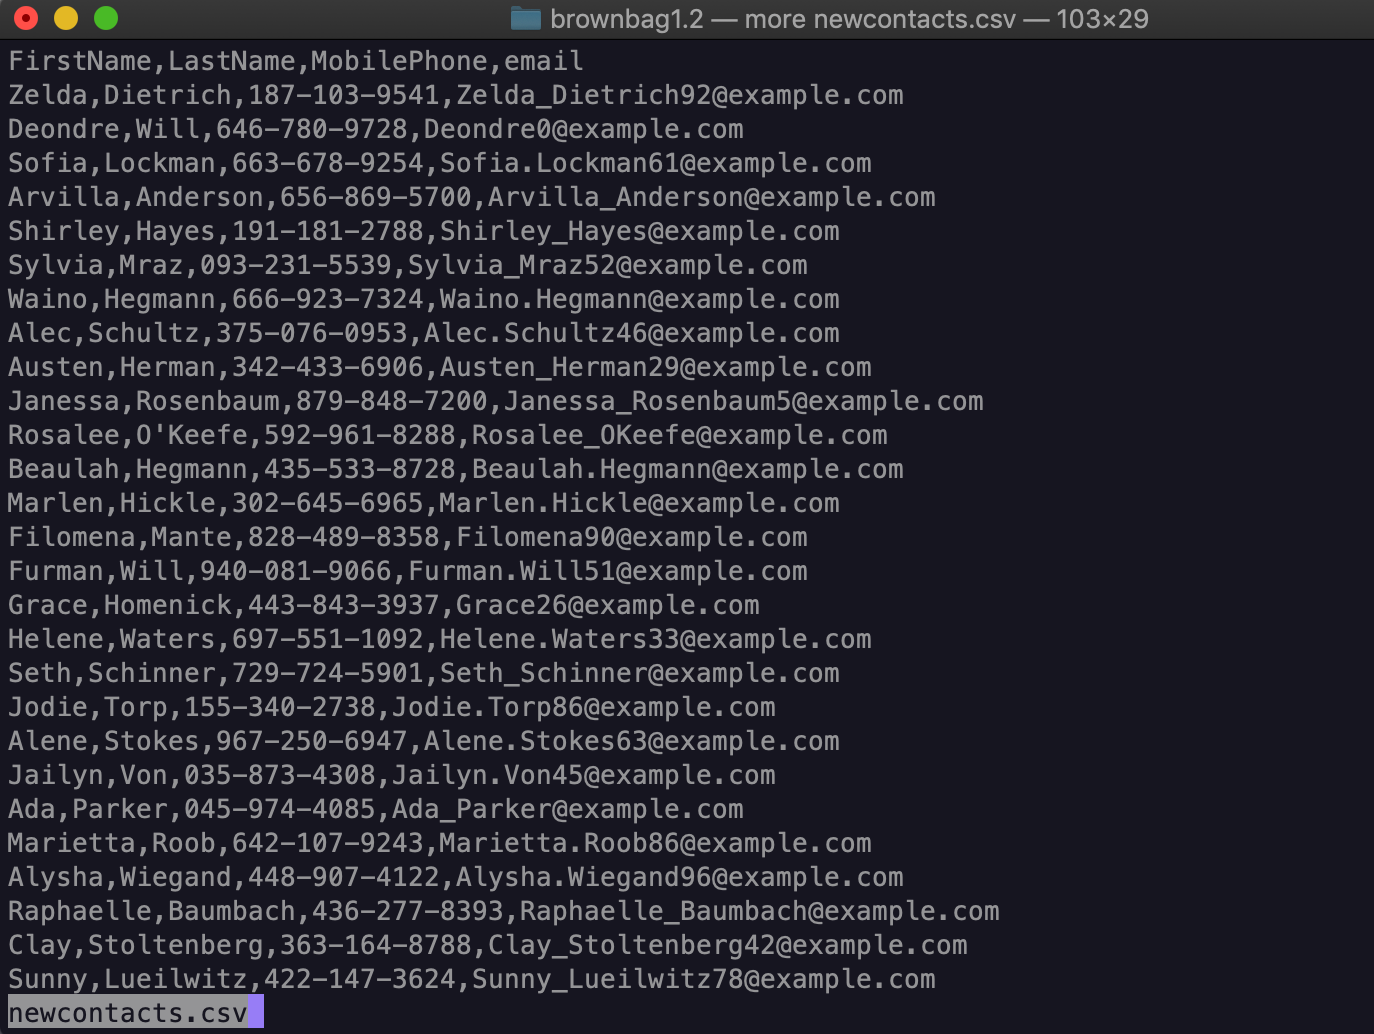 brownbag1.2 — more newcontacts.csv — 103×29
FirstName,LastName,MobilePhone,email
Zelda,Dietrich,187-103-9541,Zelda_Dietrich92@example.com
Deondre,Will,646-780-9728,Deondre0@example.com
Sofia,Lockman,663-678-9254,Sofia.Lockman61@example.com
Arvilla,Anderson,656-869-5700,Arvilla_Anderson@example.com
Shirley,Hayes,191-181-2788,Shirley_Hayes@example.com
Sylvia,Mraz,093-231-5539,Sylvia_Mraz52@example.com
Waino,Hegmann,666-923-7324,Waino.Hegmann@example.com
Alec,Schultz,375-076-0953,Alec.Schultz46@example.com
Austen,Herman,342-433-6906,Austen_Herman29@example.com
Janessa,Rosenbaum,879-848-7200,Janessa_Rosenbaum5@example.com
Rosalee,O'Keefe,592-961-8288,Rosalee_OKeefe@example.com
Beaulah,Hegmann,435-533-8728,Beaulah.Hegmann@example.com
Marlen,Hickle,302-645-6965,Marlen.Hickle@example.com
Filomena,Mante,828-489-8358,Filomena90@example.com
Furman,Will,940-081-9066,Furman.Will51@example.com
Grace,Homenick,443-843-3937,Grace26@example.com
Helene,Waters,697-551-1092,Helene.Waters33@example.com
Seth,Schinner,729-724-5901,Seth_Schinner@example.com
Jodie,Torp,155-340-2738,Jodie.Torp86@example.com
Alene,Stokes,967-250-6947,Alene.Stokes63@example.com
Jailyn,Von,035-873-4308,Jailyn.Von45@example.com
Ada,Parker,045-974-4085,Ada_Parker@example.com
Marietta,Roob,642-107-9243,Marietta.Roob86@example.com
Alysha,Wiegand,448-907-4122,Alysha.Wiegand96@example.com
Raphaelle,Baumbach,436-277-8393,Raphaelle_Baumbach@example.com
Clay,Stoltenberg,363-164-8788,Clay_Stoltenberg42@example.com
Sunny,Lueilwitz,422-147-3624,Sunny_Lueilwitz78@example.com
newcontacts.csv